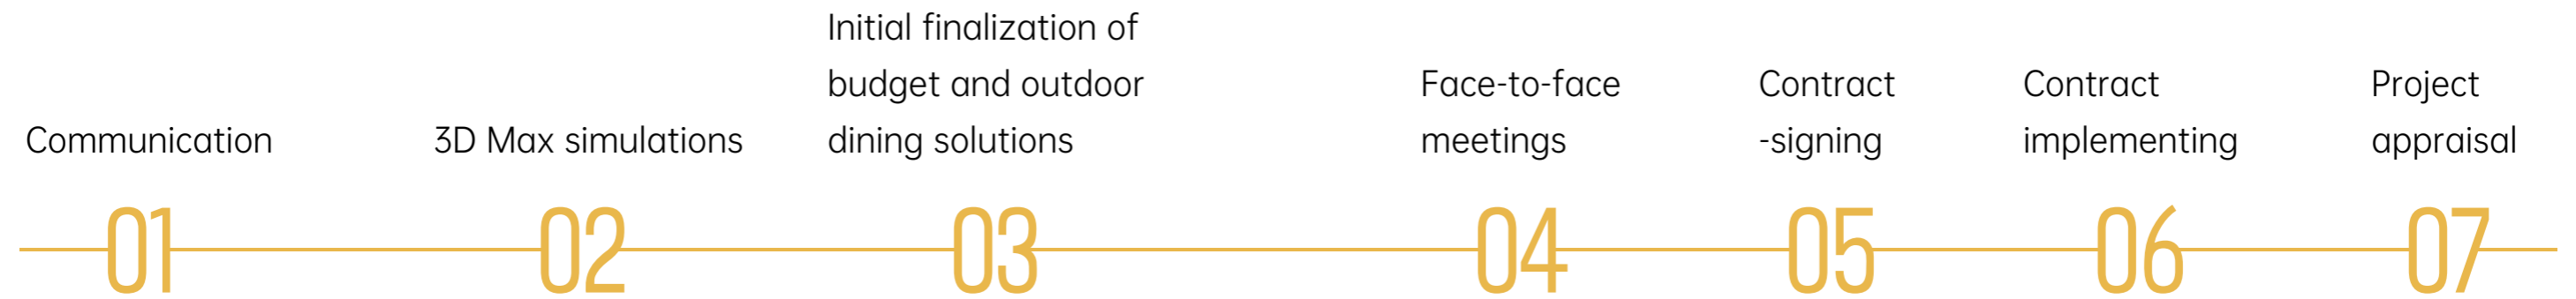 Communication
3D Max simulations
Initial finalization of
budget and outdoor
dining solutions
Face-to-face
meetings
Contract
-signing
Contract
implementing
Project
appraisal
01
02
03
04
05
06
07